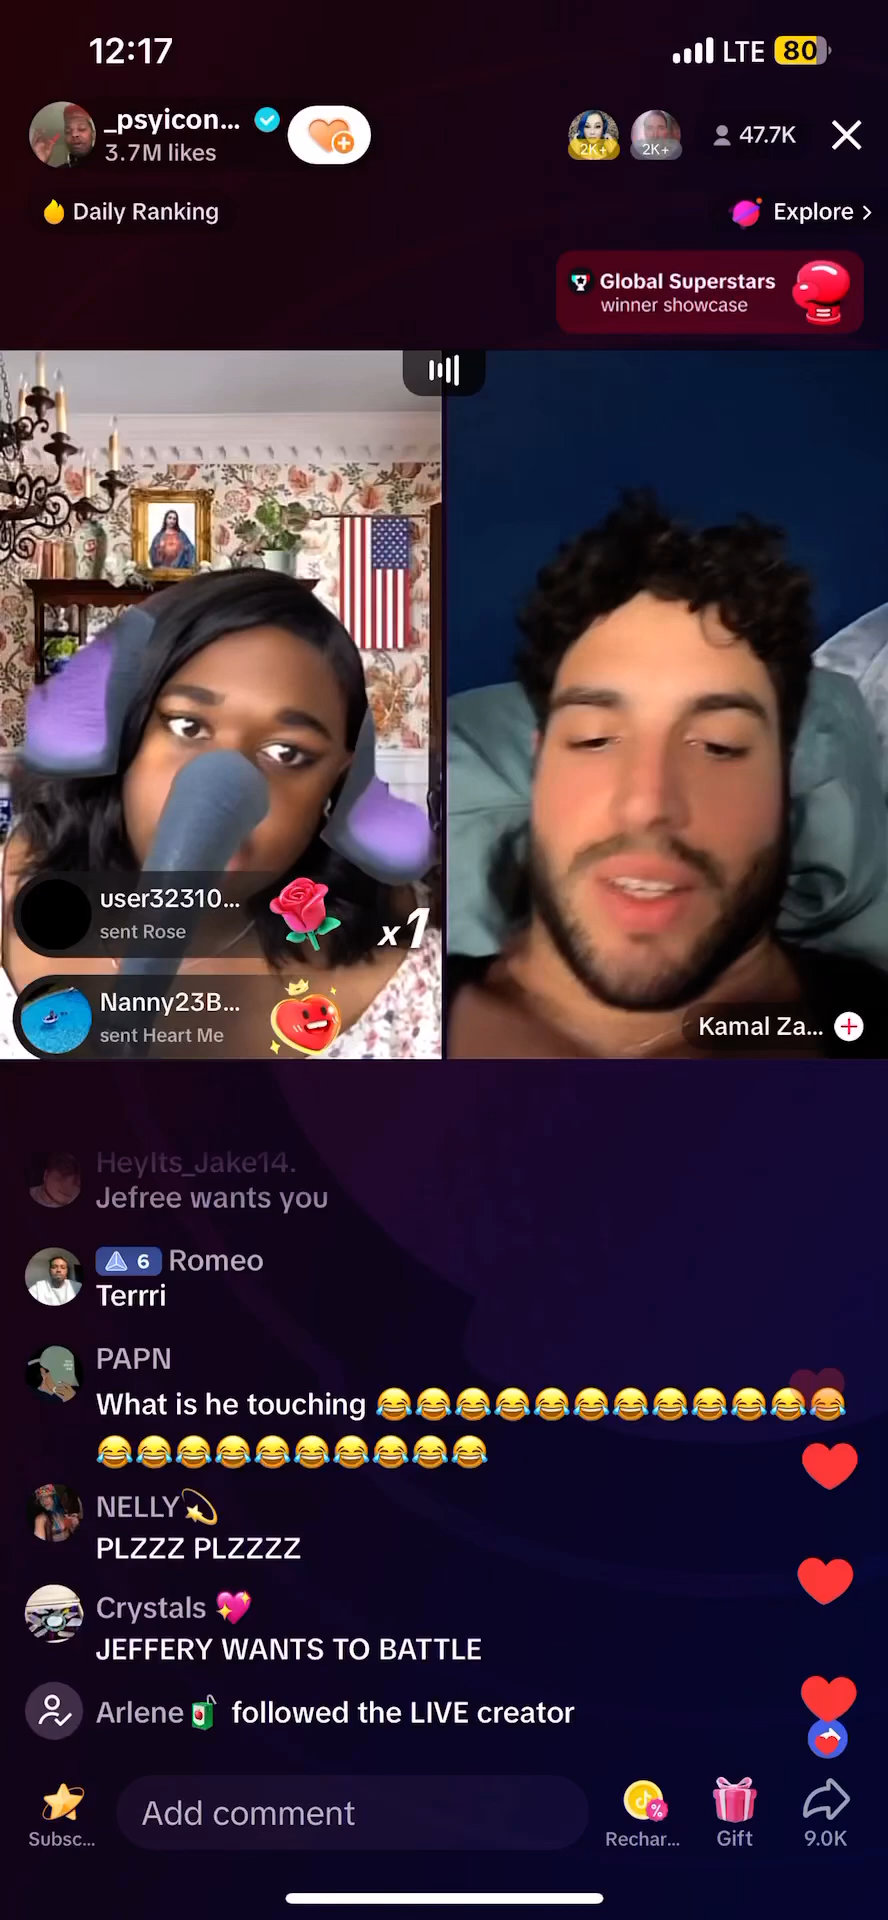 12:17
LTE
80
_psyicon...
3.7M likes
2K+
2K+
47.7K
Daily Ranking
Explore >
Global Superstars
winner showcase
user32310...
sent Rose
x1
Nanny23B...
sent Heart Me
Kamal Za...
HeyIts_Jake14.
Jefree wants you
6 Romeo
Terrri
PAPN
What is he touching 😂😂😂😂😂😂😂😂😂😂😂😂
😂😂😂😂😂😂😂😂😂😂
NELLY💫
PLZZZ PLZZZZ
Crystals 💖
JEFFERY WANTS TO BATTLE
Arlene🧃 followed the LIVE creator
Subsc...
Add comment
Rechar...
Gift
9.0K